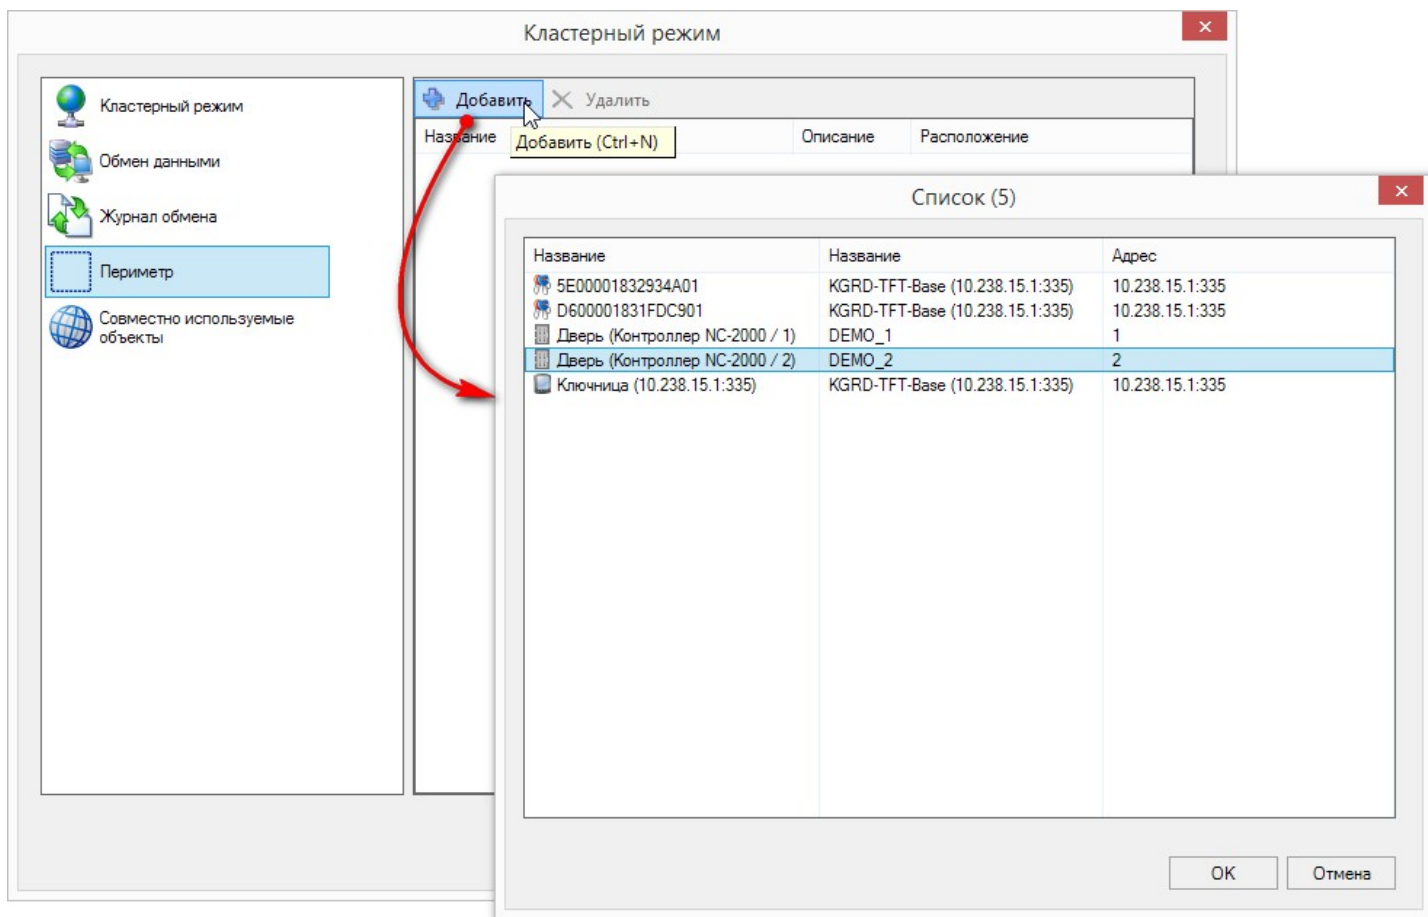 Кластерный режим
Кластерный режим
Обмен данными
Журнал обмена
Периметр
Совместно используемые
объекты
Добавить Удалить
Название Описание Расположение
Добавить (Ctrl+N)
Список (5)
Название Название Адрес
5E00001832934A01 KGRD-TFT-Base (10.238.15.1:335) 10.238.15.1:335
D600001831FDC901 KGRD-TFT-Base (10.238.15.1:335) 10.238.15.1:335
Дверь (Контроллер NC-2000 / 1) DEMO_1 1
Дверь (Контроллер NC-2000 / 2) DEMO_2 2
Ключница (10.238.15.1:335) KGRD-TFT-Base (10.238.15.1:335) 10.238.15.1:335
OK Отмена